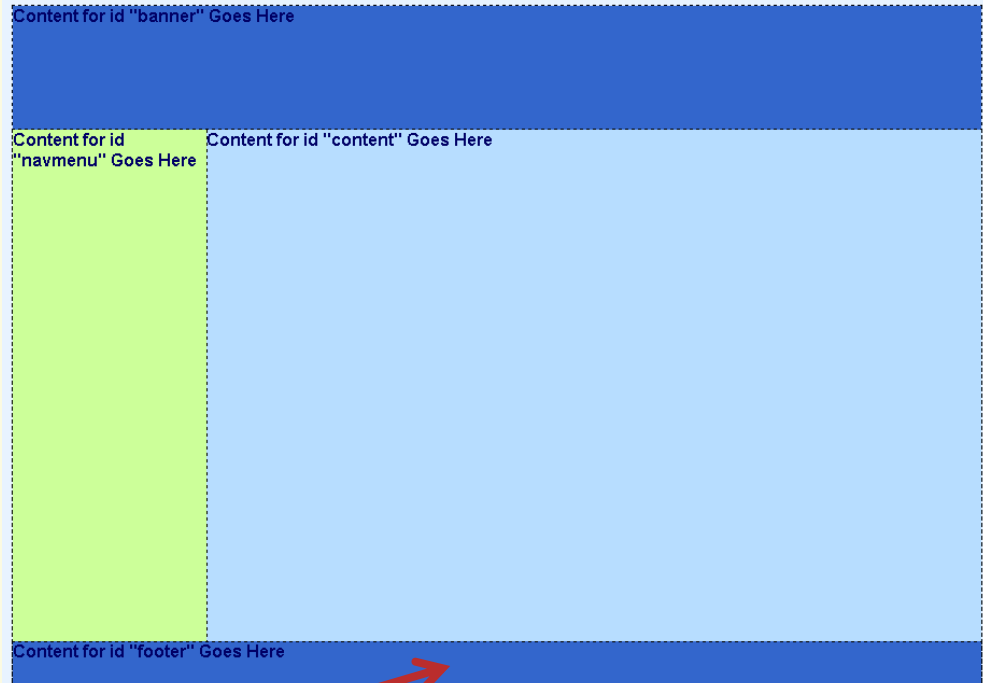 Content for id "banner" Goes Here
Content for id
"navmenu" Goes Here
Content for id "content" Goes Here
Content for id "footer" Goes Here